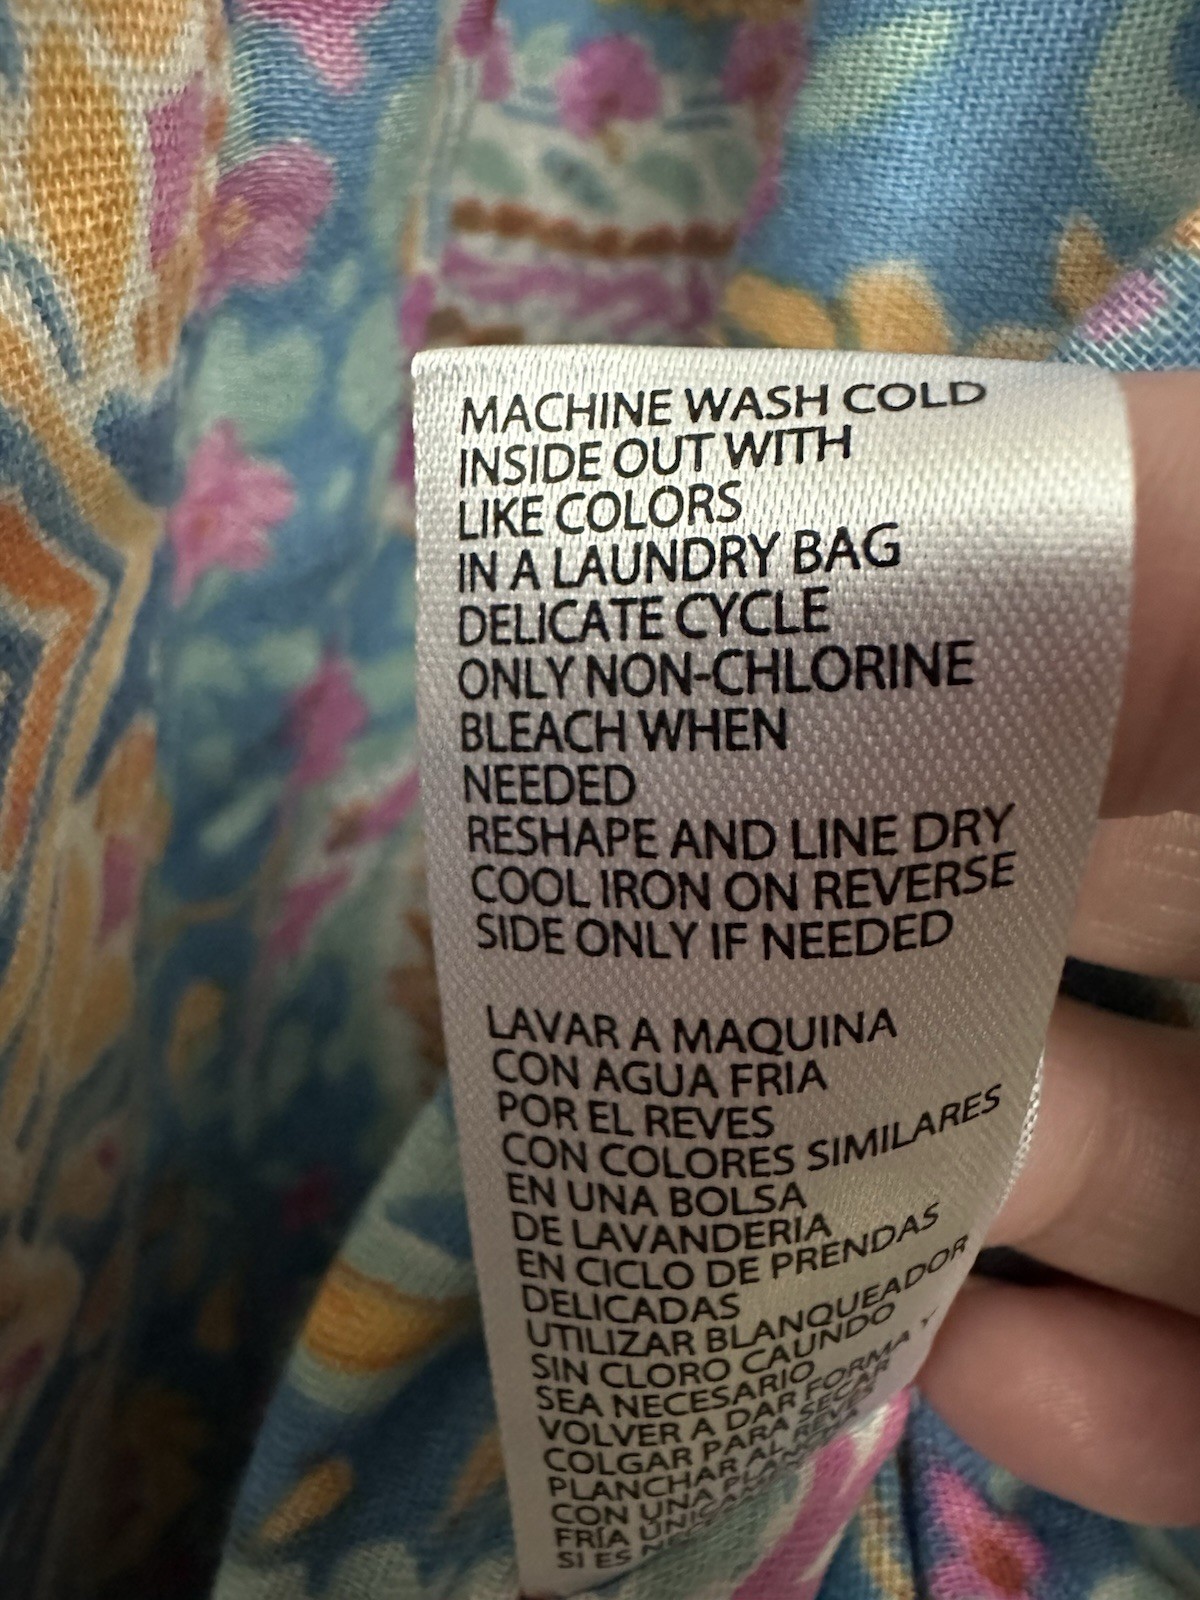 MACHINE WASH COLD
INSIDE OUT WITH
LIKE COLORS
IN A LAUNDRY BAG
DELICATE CYCLE
ONLY NON-CHLORINE
BLEACH WHEN
NEEDED
RESHAPE AND LINE DRY
COOL IRON ON REVERSE
SIDE ONLY IF NEEDED
LAVAR A MAQUINA
CON AGUA FRIA
POR EL REVES
CON COLORES SIMILARES
EN UNA BOLSA
DE LAVANDERIA
EN CICLO DE PRENDAS
DELICADAS
UTILIZAR BLANQUEADOR
SIN CLORO CAUNDO
SEA NECESARIO
VOLVER A DAR FORMA Y
COLGAR PARA SECAR
PLANCHAR AL REVES
CON UNA PLANCHA
FRÍA
SI ES